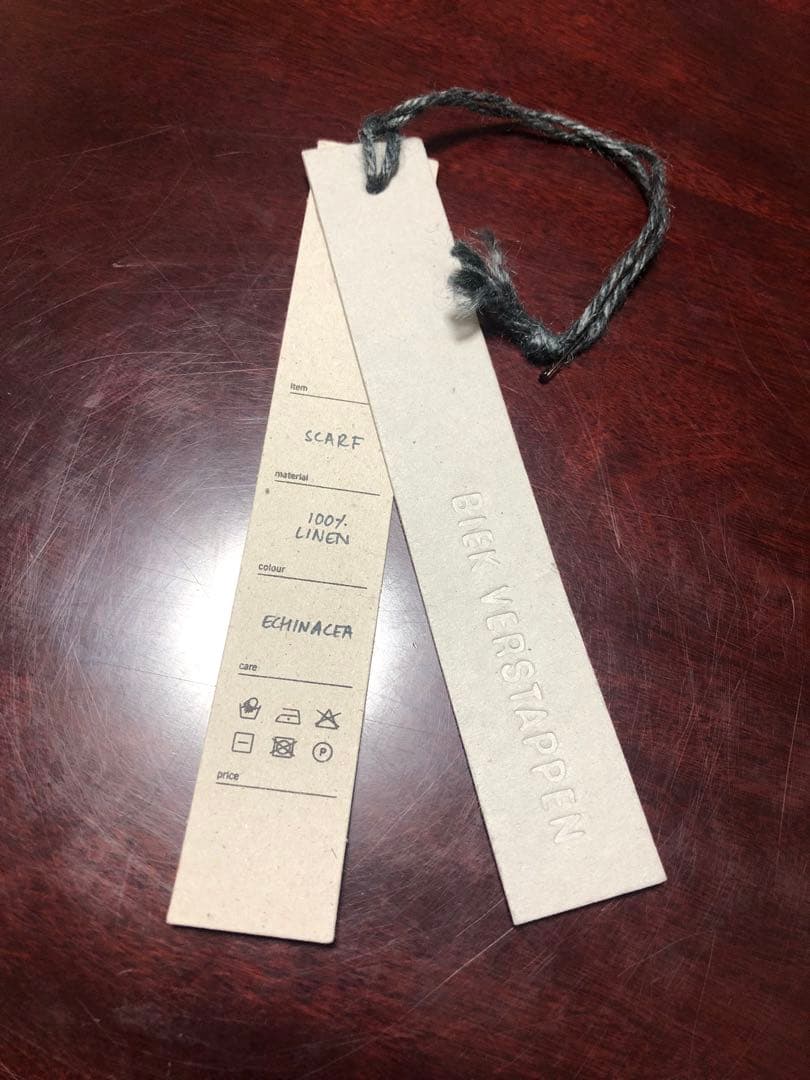 item
SCARF
material
100%
LINEN
colour
ECHINACEA
care
P
price
BIEK VERSTAPPEN